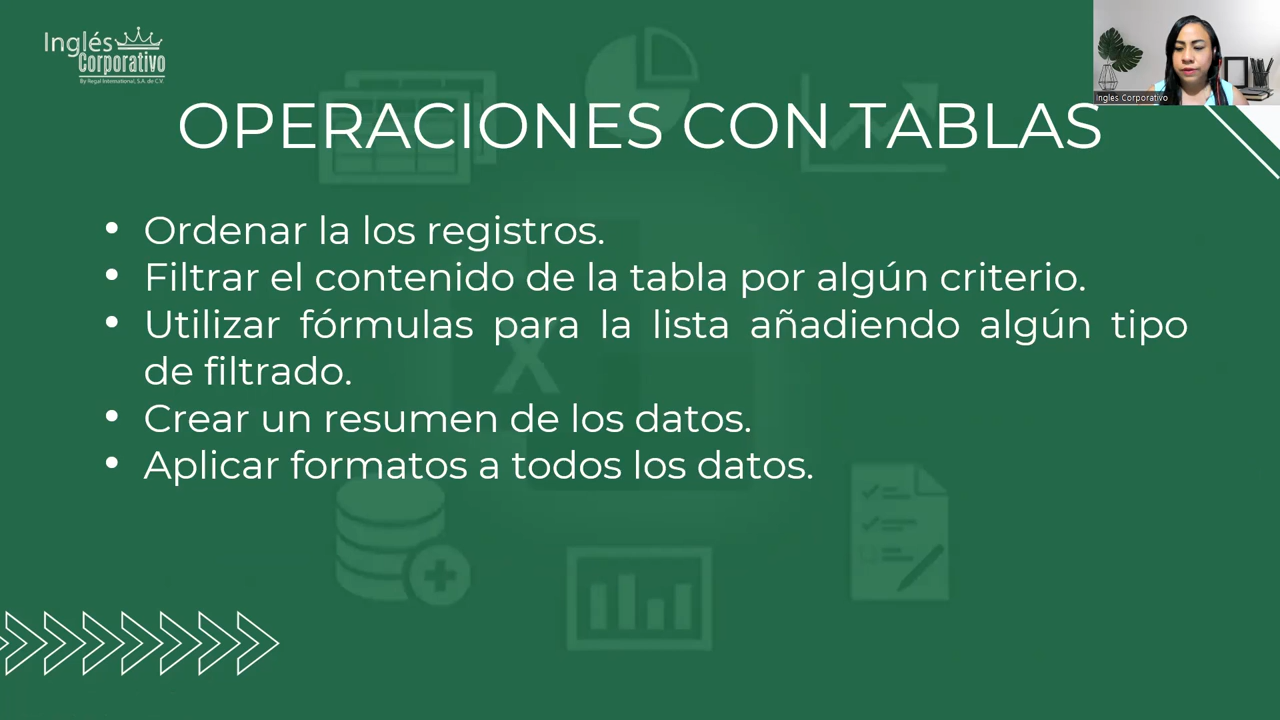 Inglés
Corporativo
By Regal International, S.A. de C.V.
Ingles Corporativo
OPERACIONES CON TABLAS
• Ordenar la los registros.
• Filtrar el contenido de la tabla por algún criterio.
• Utilizar fórmulas para la lista añadiendo algún tipo
de filtrado.
• Crear un resumen de los datos.
• Aplicar formatos a todos los datos.
X